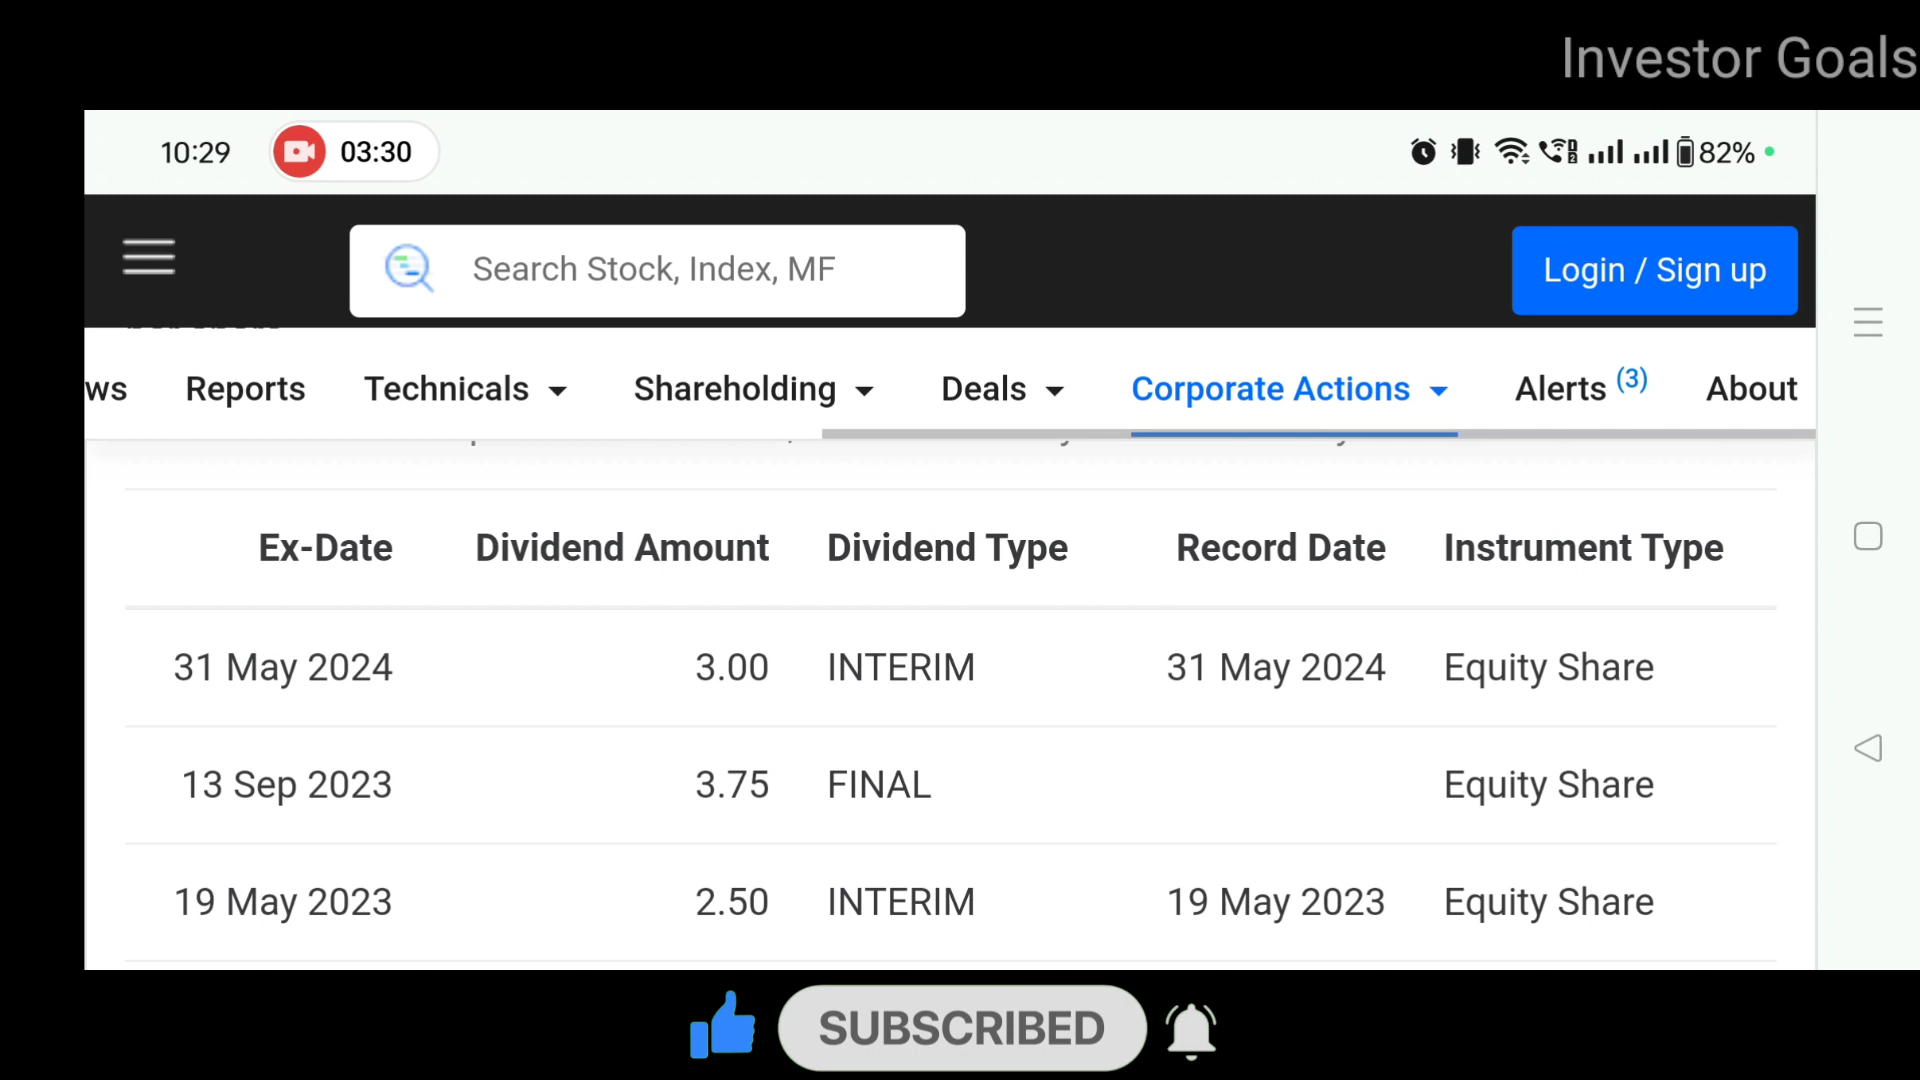 Investor Goals
10:29 03:30 82%
Search Stock, Index, MF Login / Sign up
ws Reports Technicals Shareholding Deals Corporate Actions Alerts (3) About
Ex-Date Dividend Amount Dividend Type Record Date Instrument Type
31 May 2024 3.00 INTERIM 31 May 2024 Equity Share
13 Sep 2023 3.75 FINAL Equity Share
19 May 2023 2.50 INTERIM 19 May 2023 Equity Share
SUBSCRIBED